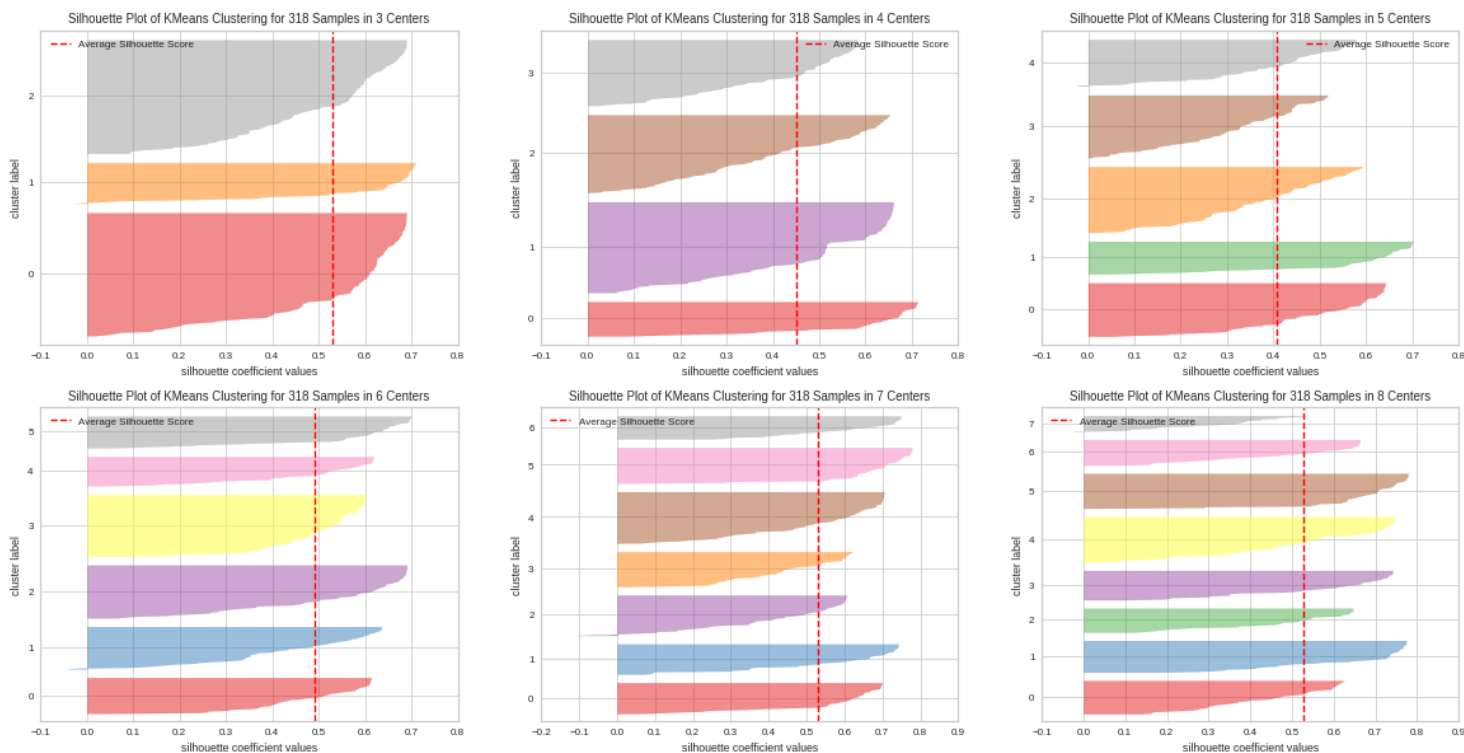 Silhouette Plot of KMeans Clustering for 318 Samples in 3 Centers
Average Silhouette Score
2
1
0
cluster label
−0.1 0.0 0.1 0.2 0.3 0.4 0.5 0.6 0.7 0.8
silhouette coefficient values
Silhouette Plot of KMeans Clustering for 318 Samples in 4 Centers
Average Silhouette Score
3
2
1
0
cluster label
−0.1 0.0 0.1 0.2 0.3 0.4 0.5 0.6 0.7 0.8
silhouette coefficient values
Silhouette Plot of KMeans Clustering for 318 Samples in 5 Centers
Average Silhouette Score
4
3
2
1
0
cluster label
−0.1 0.0 0.1 0.2 0.3 0.4 0.5 0.6 0.7 0.8
silhouette coefficient values
Silhouette Plot of KMeans Clustering for 318 Samples in 6 Centers
Average Silhouette Score
5
4
3
2
1
0
cluster label
−0.1 0.0 0.1 0.2 0.3 0.4 0.5 0.6 0.7 0.8
silhouette coefficient values
Silhouette Plot of KMeans Clustering for 318 Samples in 7 Centers
Average Silhouette Score
6
5
4
3
2
1
0
cluster label
−0.2 −0.1 0.0 0.1 0.2 0.3 0.4 0.5 0.6 0.7 0.8 0.9
silhouette coefficient values
Silhouette Plot of KMeans Clustering for 318 Samples in 8 Centers
Average Silhouette Score
7
6
5
4
3
2
1
0
cluster label
−0.1 0.0 0.1 0.2 0.3 0.4 0.5 0.6 0.7 0.8 0.9
silhouette coefficient values